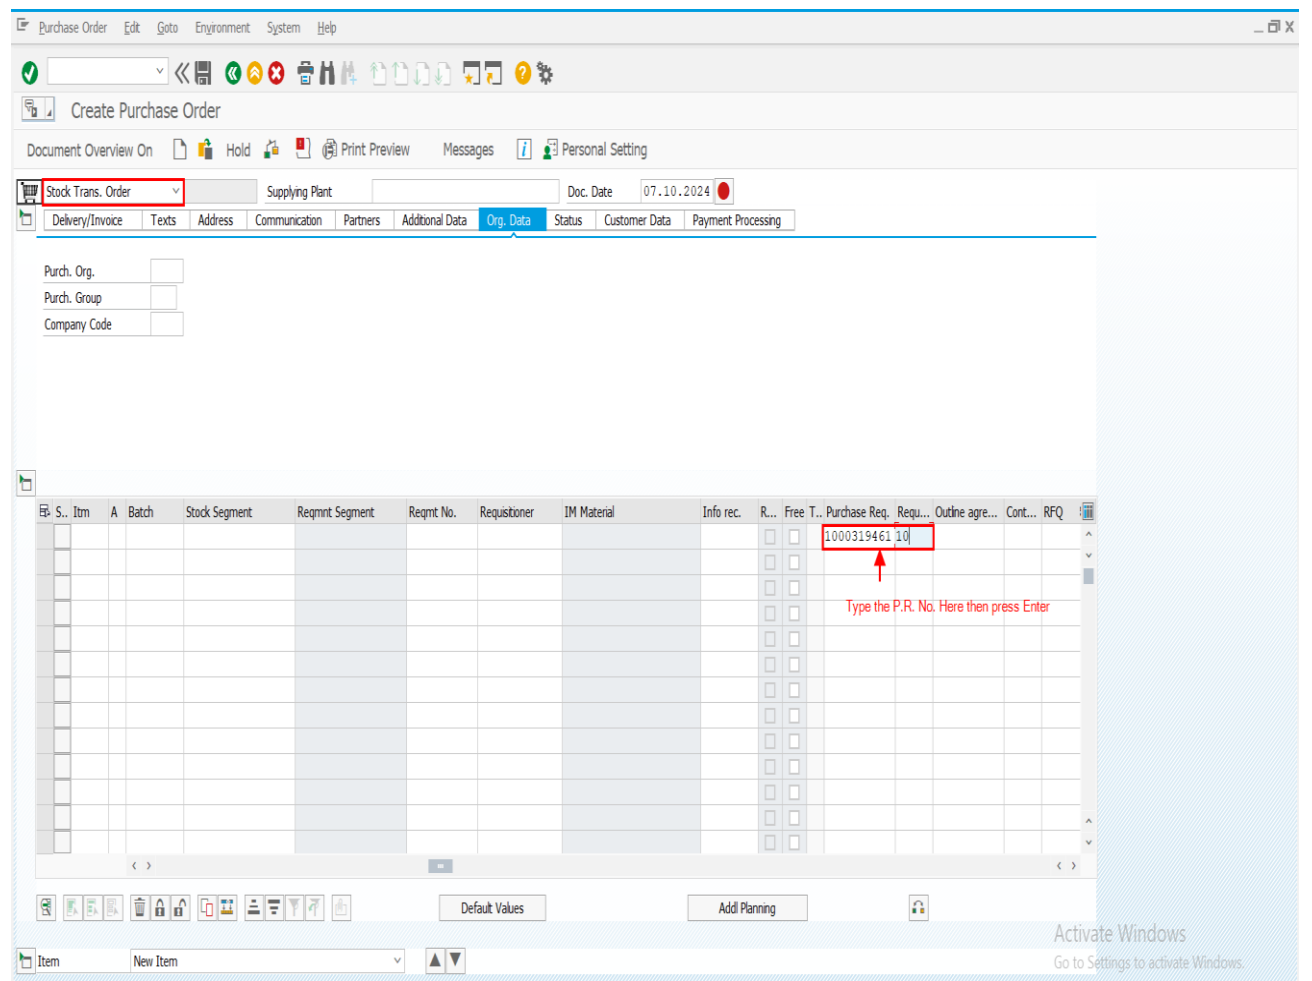 Purchase Order Edit Goto Environment System Help
Create Purchase Order
Document Overview On Hold Print Preview Messages Personal Setting
Stock Trans. Order Supplying Plant Doc. Date 07.10.2024
Delivery/Invoice Texts Address Communication Partners Additional Data Org. Data Status Customer Data Payment Processing
Purch. Org.
Purch. Group
Company Code
S.. Itm A Batch Stock Segment Reqmnt Segment Reqmt No. Requisitioner IM Material Info rec. R... Free T.. Purchase Req. Requ... Outline agre... Cont... RFQ
1000319461 10
Type the P.R. No. Here then press Enter
Default Values Addl Planning
Activate Windows
Item New Item
Go to Settings to activate Windows.